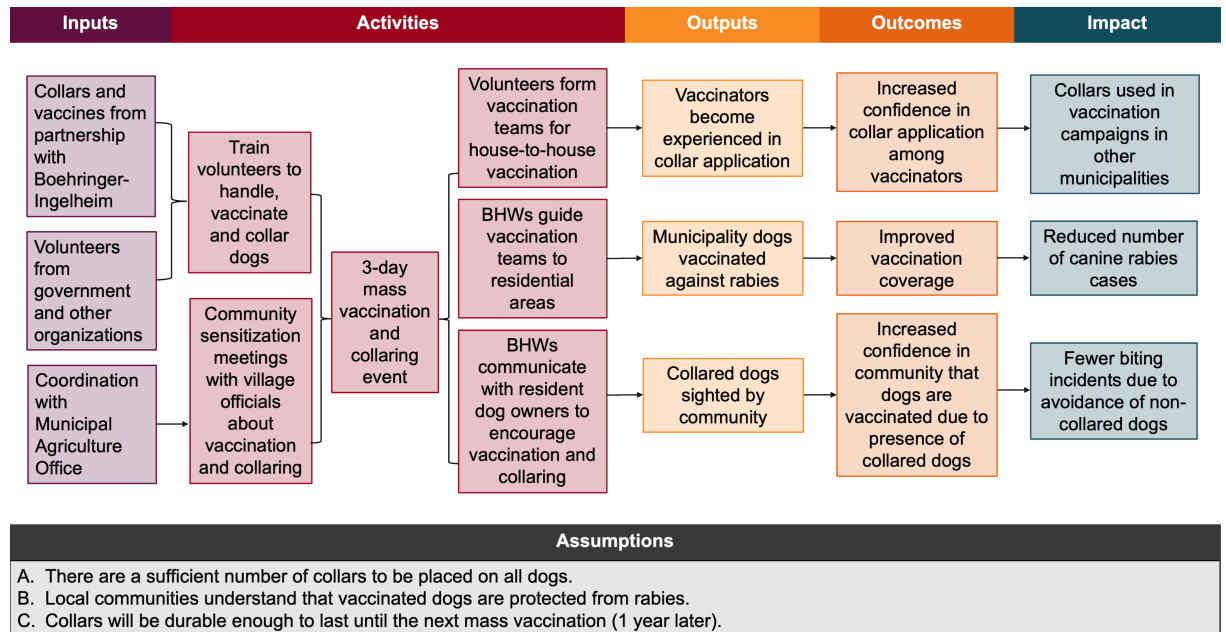 Inputs
Activities
Outputs
Outcomes
Impact
Collars and
vaccines from
partnership
with
Boehringer-
Ingelheim
Volunteers
from
government
and other
organizations
Coordination
with
Municipal
Agriculture
Office
Train
volunteers to
handle,
vaccinate
and collar
dogs
Community
sensitization
meetings
with village
officials
about
vaccination
and collaring
3-day
mass
vaccination
and
collaring
event
Volunteers form
vaccination
teams for
house-to-house
vaccination
BHWs guide
vaccination
teams to
residential
areas
BHWs
communicate
with resident
dog owners to
encourage
vaccination and
collaring
Vaccinators
become
experienced in
collar application
Municipality dogs
vaccinated
against rabies
Collared dogs
sighted by
community
Increased
confidence in
collar application
among
vaccinators
Improved
vaccination
coverage
Increased
confidence in
community that
dogs are
vaccinated due to
presence of
collared dogs
Collars used in
vaccination
campaigns in
other
municipalities
Reduced number
of canine rabies
cases
Fewer biting
incidents due to
avoidance of non-
collared dogs
Assumptions
A. There are a sufficient number of collars to be placed on all dogs.
B. Local communities understand that vaccinated dogs are protected from rabies.
C. Collars will be durable enough to last until the next mass vaccination (1 year later).